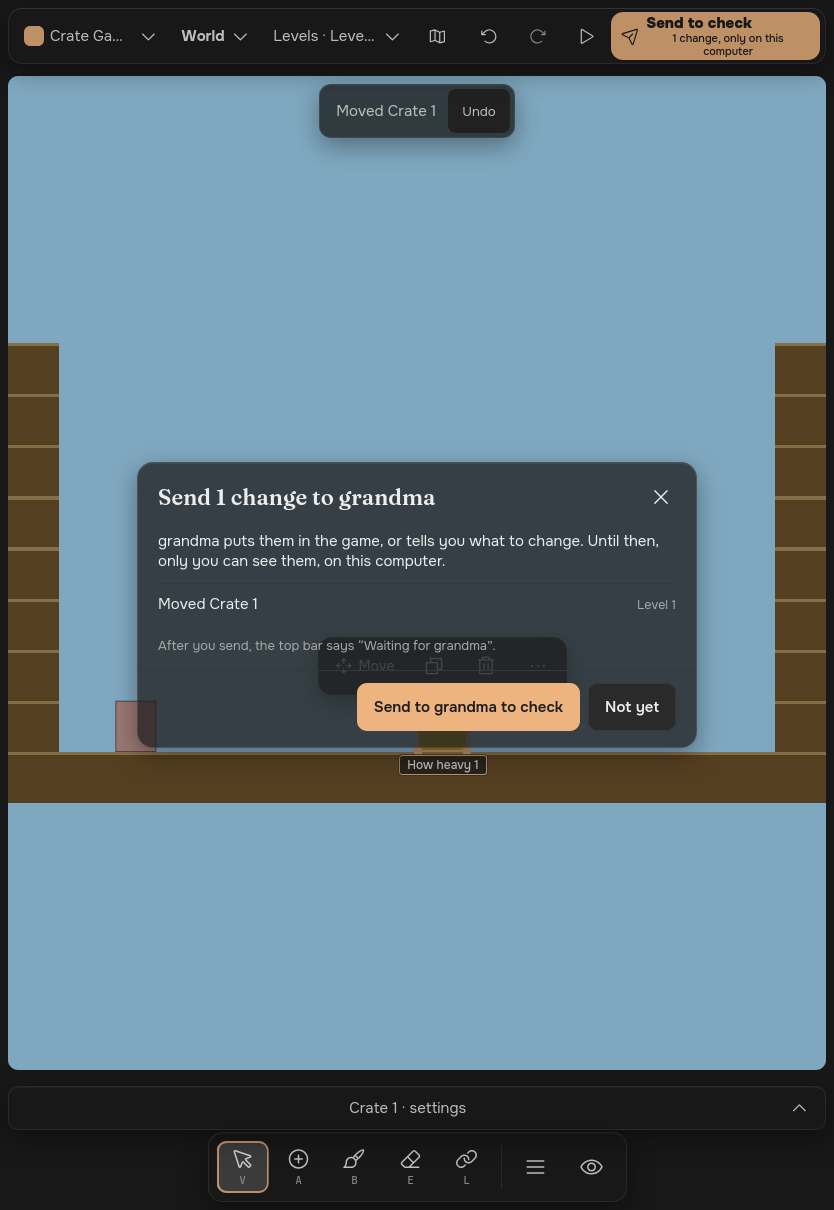 Crate Ga...
World
Levels · Leve...
Send to check
1 change, only on this
computer
Moved Crate 1
Undo
Send 1 change to grandma
grandma puts them in the game, or tells you what to change. Until then,
only you can see them, on this computer.
Moved Crate 1
Level 1
After you send, the top bar says “Waiting for grandma”.
Move
Send to grandma to check
Not yet
How heavy 1
Crate 1 · settings
V
A
B
E
L